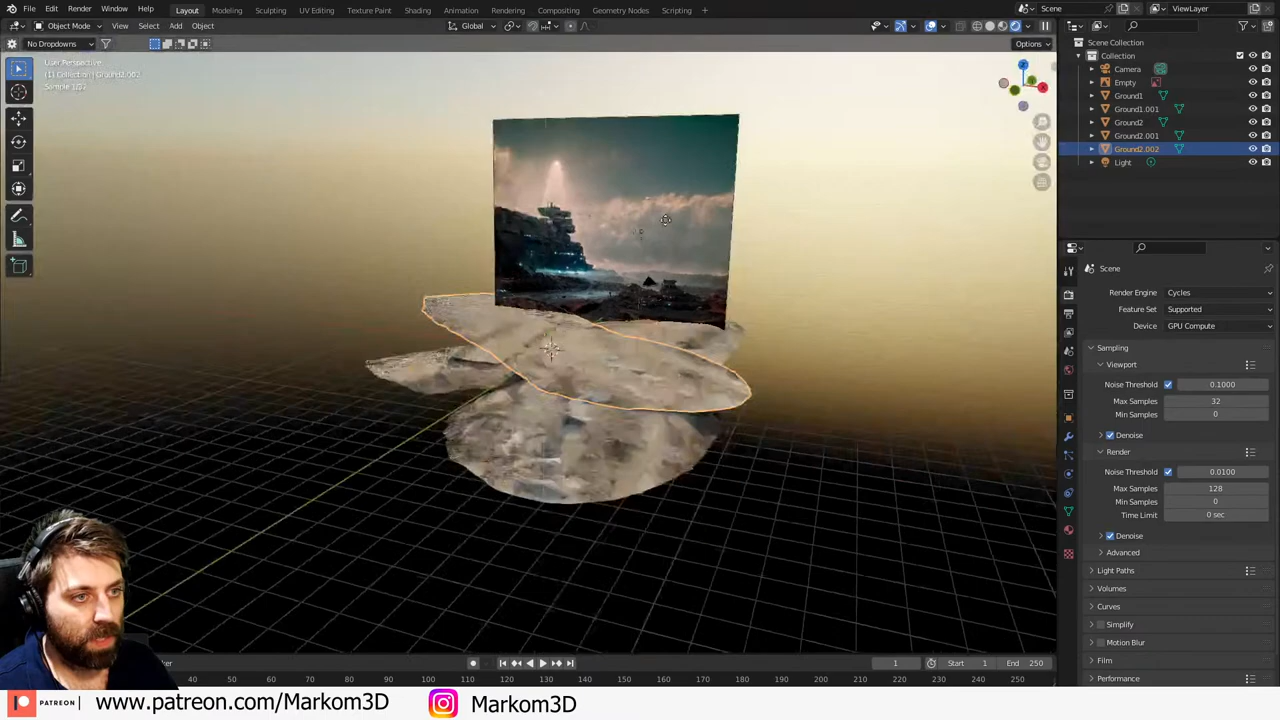 File Edit Render Window Help Layout Modeling Sculpting UV Editing Texture Paint Shading Animation Rendering Compositing Geometry Nodes Scripting + Scene ViewLayer
Object Mode View Select Add Object Global
No Dropdowns Options
User Perspective
(1) Collection | Ground2.002
Scene Collection
Collection
Camera
Empty
Ground1
Ground1.001
Ground2
Ground2.001
Ground2.002
Light
Scene
Render Engine Cycles
Feature Set Supported
Device GPU Compute
Sampling
Viewport
Noise Threshold 0.1000
Max Samples 32
Min Samples 0
Denoise
Render
Noise Threshold 0.0100
Max Samples 128
Min Samples 0
Time Limit 0 sec
Denoise
Advanced
Light Paths
Volumes
Curves
Simplify
Motion Blur
Film
Performance
1 Start 1 End 250
40 50 60 70 80 90 100 110 120 130 140 150 160 170 180 190 200 210 220 230 240 250
PATREON www.patreon.com/Markom3D Markom3D